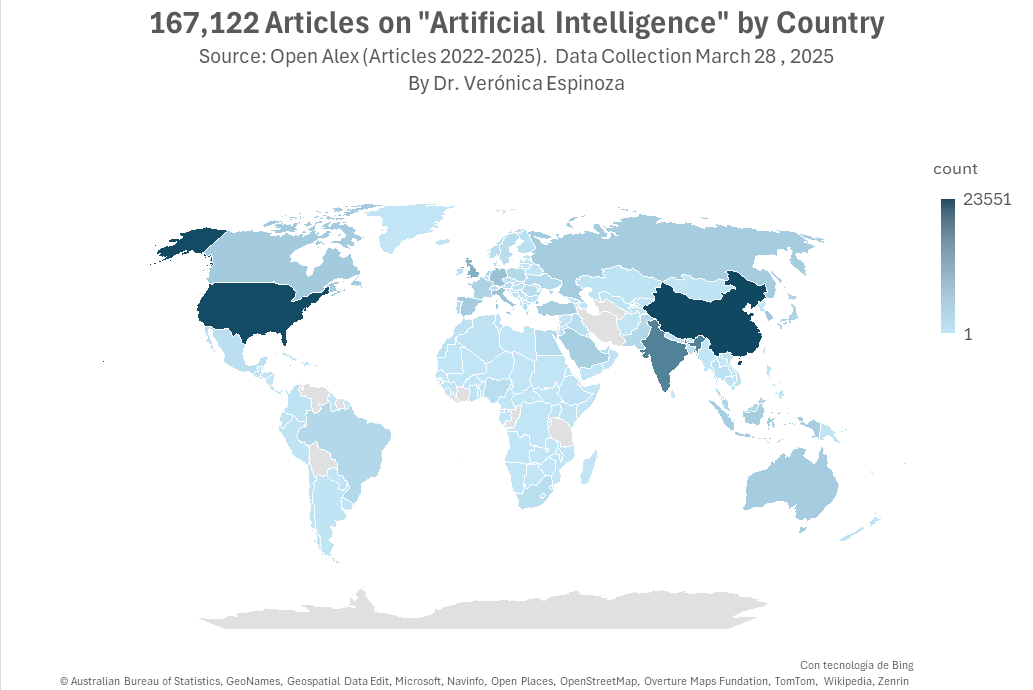 167,122 Articles on "Artificial Intelligence" by Country
Source: Open Alex (Articles 2022-2025). Data Collection March 28 , 2025
By Dr. Verónica Espinoza
count
23551
1
Con tecnología de Bing
© Australian Bureau of Statistics, GeoNames, Geospatial Data Edit, Microsoft, Navinfo, Open Places, OpenStreetMap, Overture Maps Fundation, TomTom, Wikipedia, Zenrin